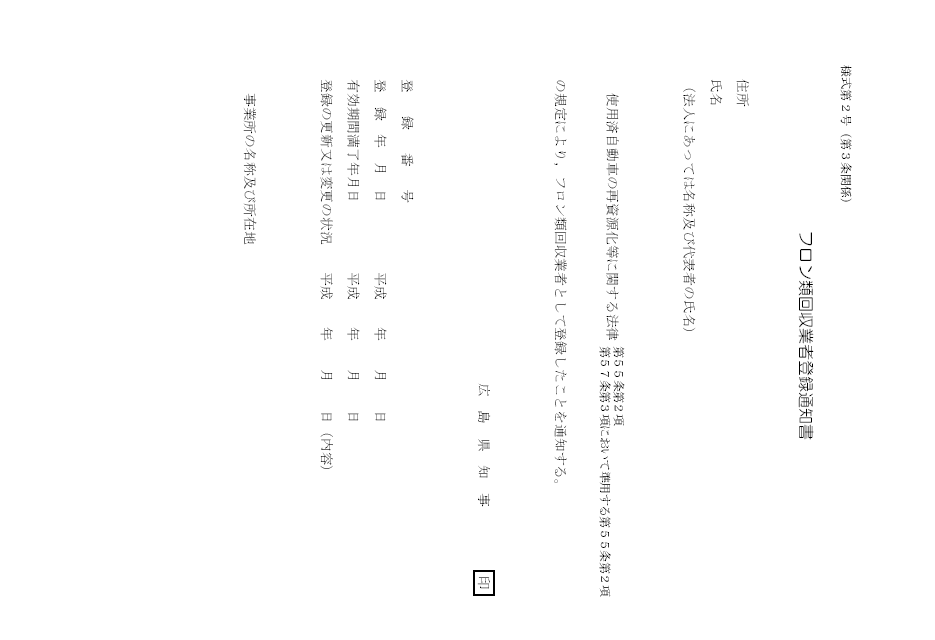 様式第２号（第３条関係）
フロン類回収業者登録通知書
住所
氏名
（法人にあっては名称及び代表者の氏名）
使用済自動車の再資源化等に関する法律
第５５条第２項
第５７条第３項において準用する第５５条第２項
の規定により，フロン類回収業者として登録したことを通知する。
広　島　県　知　事　　　印
登　録　番　号
登　録　年　月　日　　　平成　　年　　月　　日
有効期間満了年月日　　　平成　　年　　月　　日
登録の更新又は変更の状況　　平成　　年　　月　　日（内容）
事業所の名称及び所在地